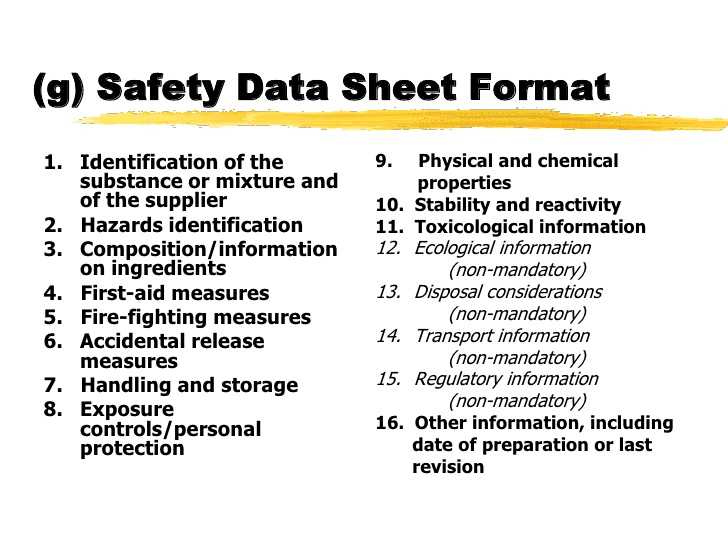 (g) Safety Data Sheet Format
1. Identification of the
substance or mixture and
of the supplier
2. Hazards identification
3. Composition/information
on ingredients
4. First-aid measures
5. Fire-fighting measures
6. Accidental release
measures
7. Handling and storage
8. Exposure
controls/personal
protection
9. Physical and chemical
properties
10. Stability and reactivity
11. Toxicological information
12. Ecological information
(non-mandatory)
13. Disposal considerations
(non-mandatory)
14. Transport information
(non-mandatory)
15. Regulatory information
(non-mandatory)
16. Other information, including
date of preparation or last
revision